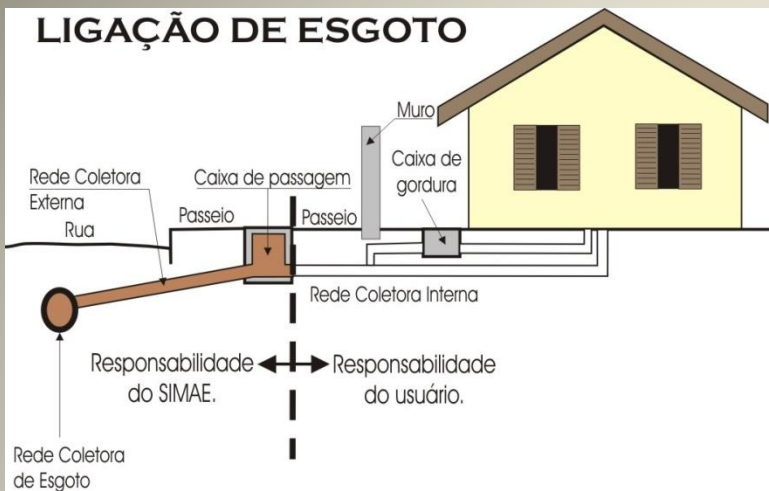 LIGAÇÃO DE ESGOTO
Muro
Caixa de
gordura
Rede Coletora
Externa
Caixa de passagem
Passeio
Passeio
Rua
Rede Coletora Interna
Responsabilidade
do SIMAE.
Responsabilidade
do usuário.
Rede Coletora
de Esgoto